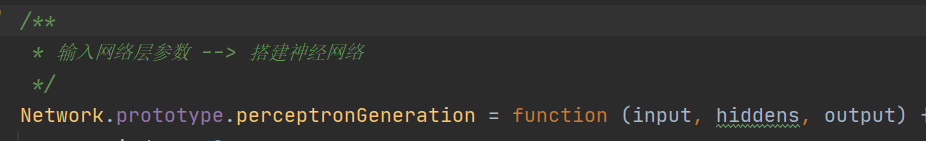 /**
* 输入网络层参数 --> 搭建神经网络
*/
Network.prototype.perceptronGeneration = function (input, hiddens, output) {